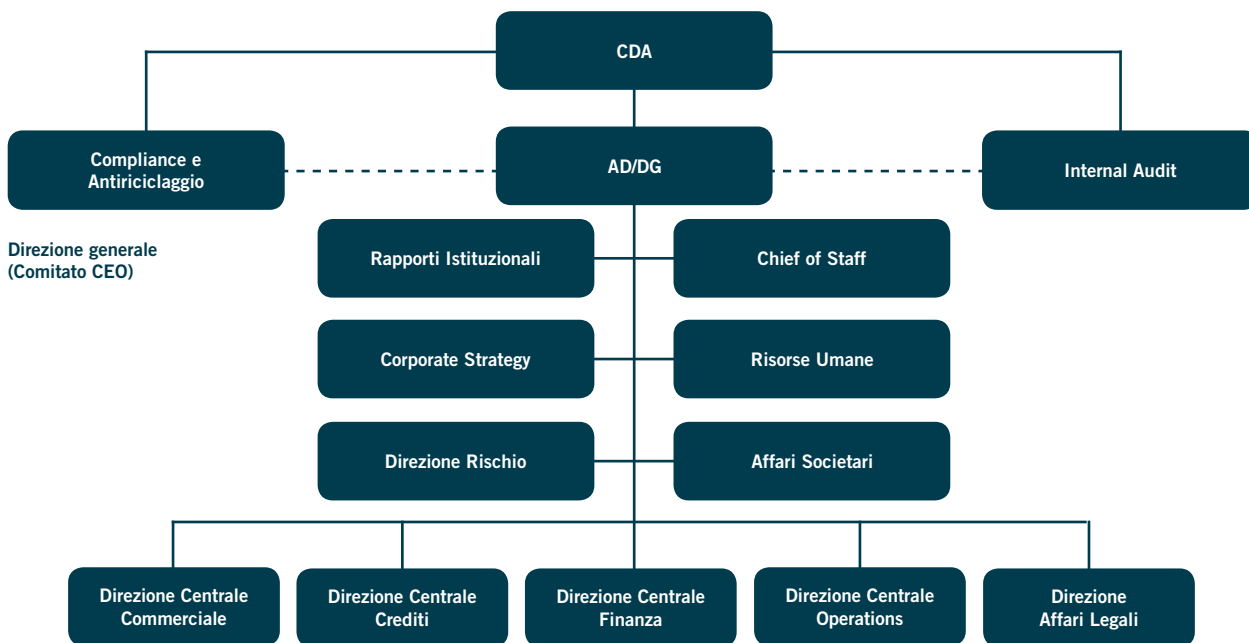 CDA
Compliance e
Antiriciclaggio
AD/DG
Internal Audit
Direzione generale
(Comitato CEO)
Rapporti Istituzionali
Chief of Staff
Corporate Strategy
Risorse Umane
Direzione Rischio
Affari Societari
Direzione Centrale
Commerciale
Direzione Centrale
Crediti
Direzione Centrale
Finanza
Direzione Centrale
Operations
Direzione
Affari Legali